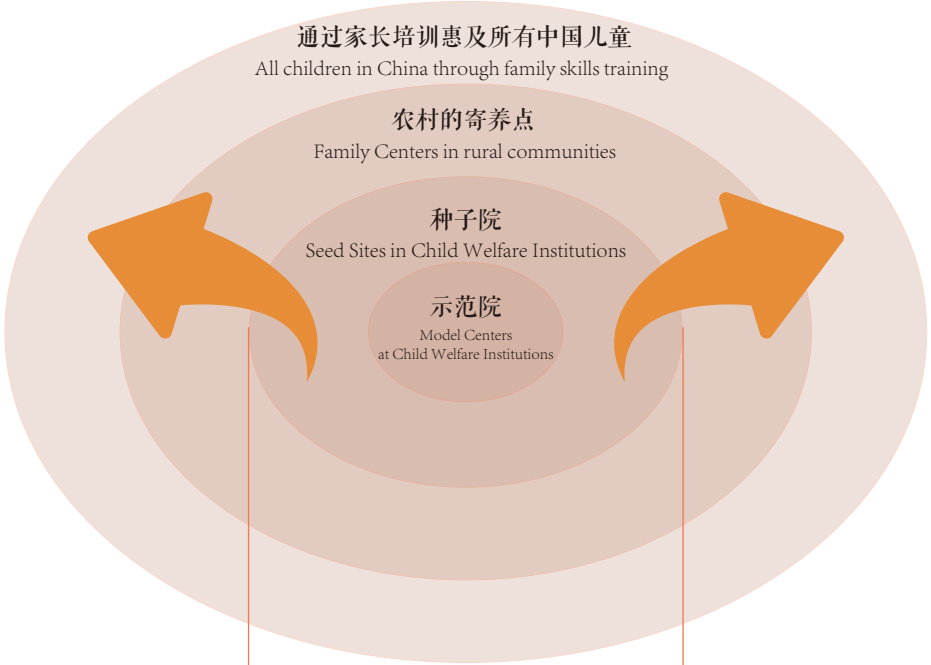 通过家长培训惠及所有中国儿童
All children in China through family skills training
农村的寄养点
Family Centers in rural communities
种子院
Seed Sites in Child Welfare Institutions
示范院
Model Centers
at Child Welfare Institutions